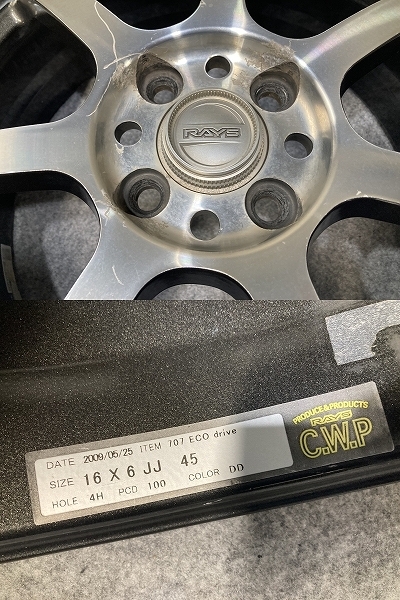 RAYS
DATE 2009/05/25 ITEM 707 ECO drive
SIZE 16 X 6 JJ 45
HOLE 4H PCD 100 COLOR DD
PRODUCE&PRODUCTS
RAYS
C.W.P